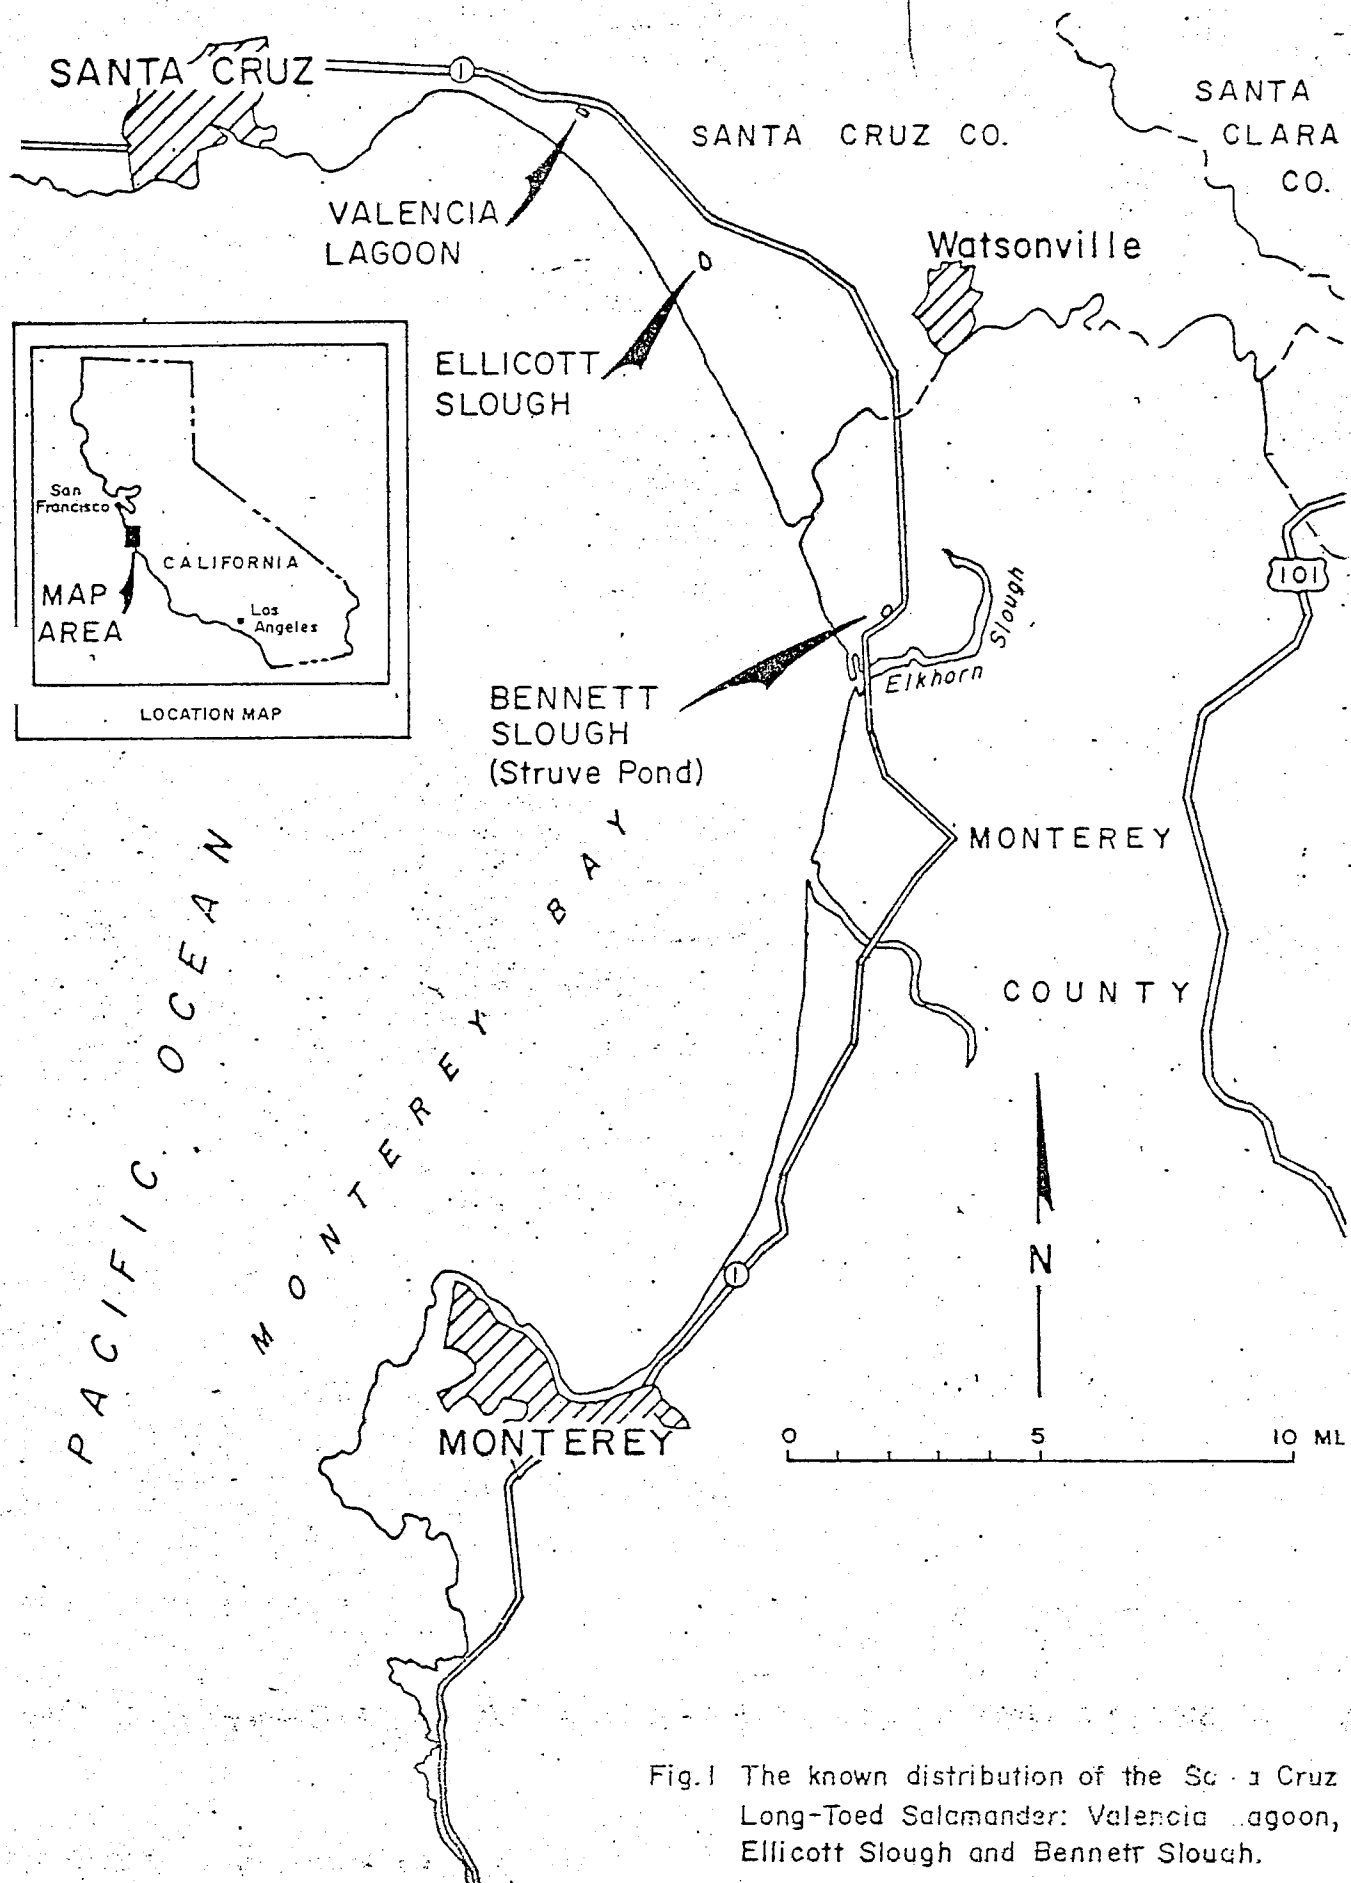 SANTA CRUZ
1
SANTA CRUZ CO.
SANTA
CLARA
CO.
VALENCIA
LAGOON
Watsonville
ELLICOTT
SLOUGH
San
Francisco
CALIFORNIA
MAP
AREA
Los
Angeles
LOCATION MAP
101
Elkhorn Slough
BENNETT
SLOUGH
(Struve Pond)
MONTEREY
COUNTY
PACIFIC OCEAN
MONTEREY BAY
N
1
MONTEREY
0 5 10 MI.
Fig. 1 The known distribution of the Cruz
Long-Toed Salamander: Valencia agoon,
Ellicott Slough and Bennett Slough.